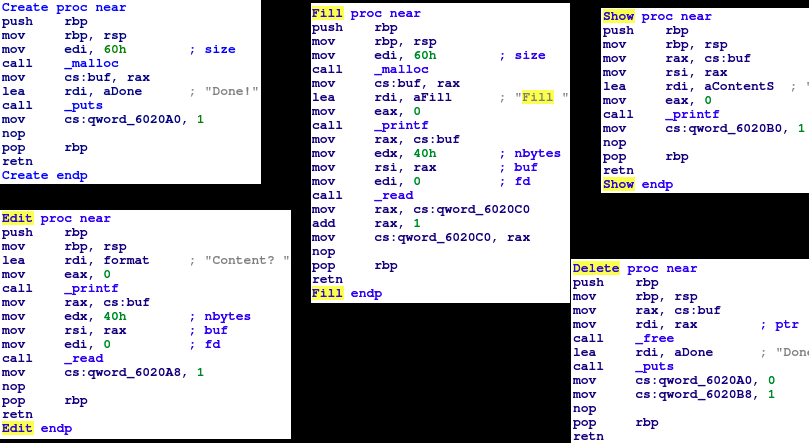 Create proc near
push rbp
mov rbp, rsp
mov edi, 60h ; size
call _malloc
mov cs:buf, rax
lea rdi, aDone ; "Done!"
call _puts
mov cs:qword_6020A0, 1
nop
pop rbp
retn
Create endp
Edit proc near
push rbp
mov rbp, rsp
lea rdi, format ; "Content? "
mov eax, 0
call _printf
mov rax, cs:buf
mov edx, 40h ; nbytes
mov rsi, rax ; buf
mov edi, 0 ; fd
call _read
mov cs:qword_6020A8, 1
nop
pop rbp
retn
Edit endp
Fill proc near
push rbp
mov rbp, rsp
mov edi, 60h ; size
call _malloc
mov cs:buf, rax
lea rdi, aFill ; "Fill "
mov eax, 0
call _printf
mov rax, cs:buf
mov edx, 40h ; nbytes
mov rsi, rax ; buf
mov edi, 0 ; fd
call _read
mov rax, cs:qword_6020C0
add rax, 1
mov cs:qword_6020C0, rax
nop
pop rbp
retn
Fill endp
Show proc near
push rbp
mov rbp, rsp
mov rax, cs:buf
mov rsi, rax
lea rdi, aContentS ; "
mov eax, 0
call _printf
mov cs:qword_6020B0, 1
nop
pop rbp
retn
Show endp
Delete proc near
push rbp
mov rbp, rsp
mov rax, cs:buf
mov rdi, rax ; ptr
call _free
lea rdi, aDone ; "Don
call _puts
mov cs:qword_6020A0, 0
mov cs:qword_6020B8, 1
nop
pop rbp
retn